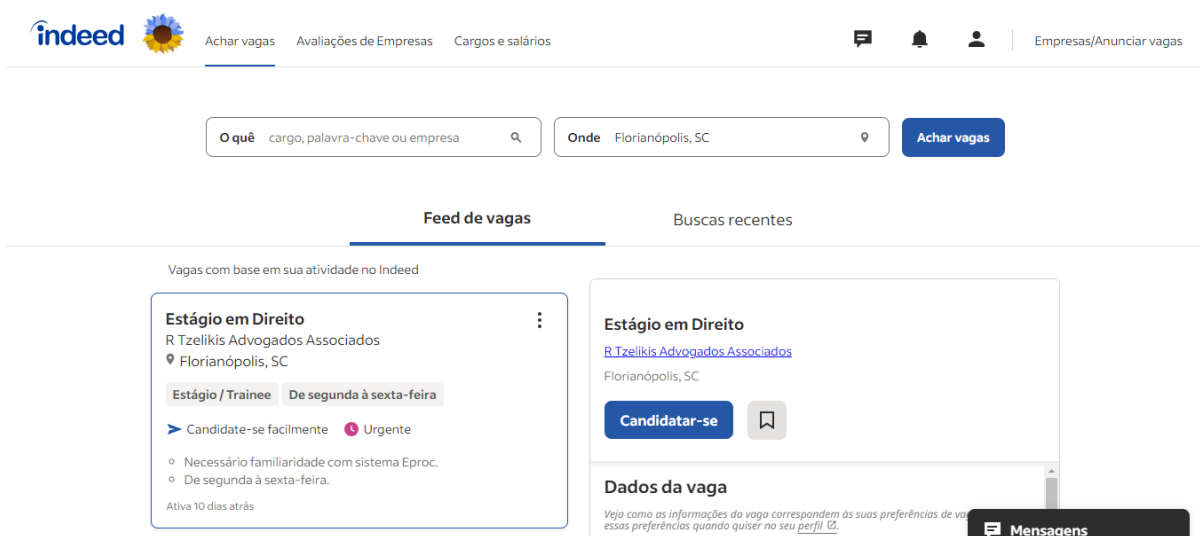 indeed
Achar vagas
Avaliações de Empresas
Cargos e salários
Empresas/Anunciar vagas
O quê cargo, palavra-chave ou empresa
Onde Florianópolis, SC
Achar vagas
Feed de vagas
Buscas recentes
Vagas com base em sua atividade no Indeed
Estágio em Direito
R Tzelikis Advogados Associados
Florianópolis, SC
Estágio / Trainee
De segunda à sexta-feira
Candidate-se facilmente
Urgente
Necessário familiaridade com sistema Eproc.
De segunda à sexta-feira.
Ativa 10 dias atrás
Estágio em Direito
R Tzelikis Advogados Associados
Florianópolis, SC
Candidatar-se
Dados da vaga
Veja como as informações da vaga correspondem às suas preferências de
essas preferências quando quiser no seu perfil
Mensagens